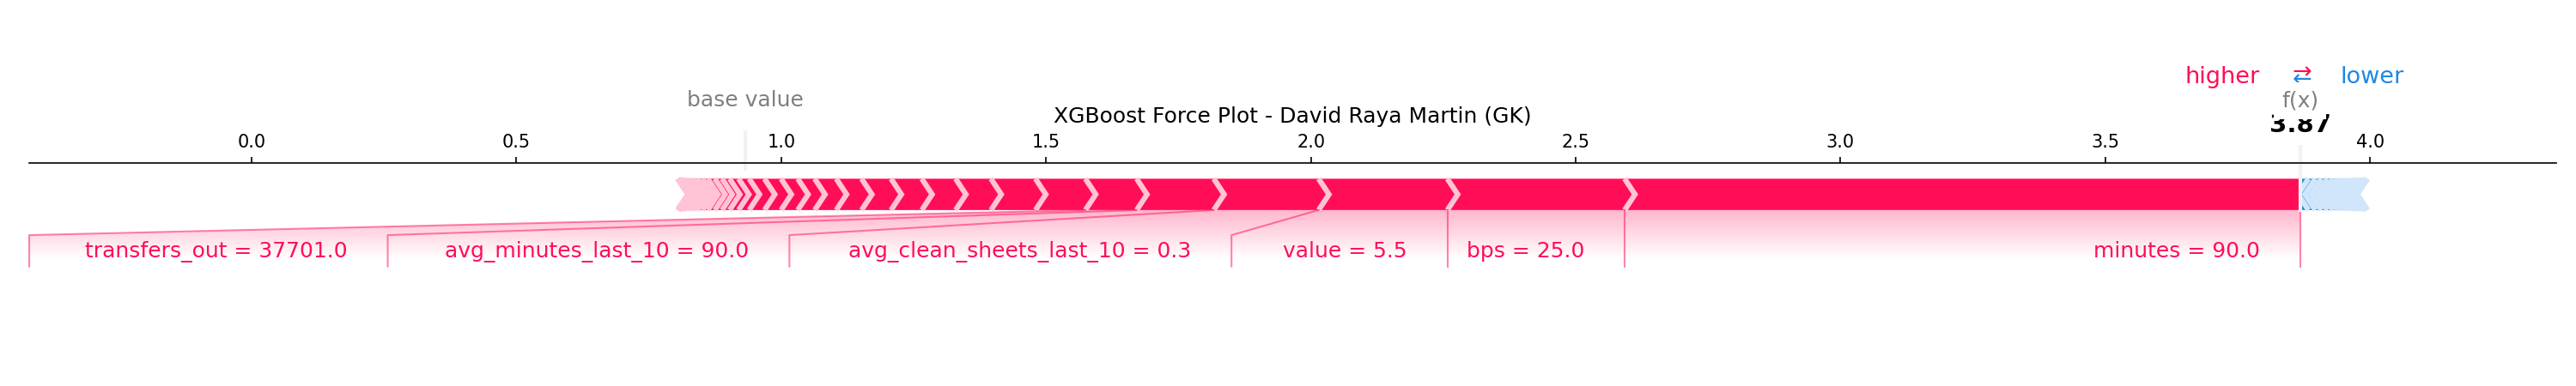 higher ⇄ lower
base value
f(x)
XGBoost Force Plot - David Raya Martin (GK)
3.87
0.0 0.5 1.0 1.5 2.0 2.5 3.0 3.5 4.0
transfers_out = 37701.0 avg_minutes_last_10 = 90.0 avg_clean_sheets_last_10 = 0.3 value = 5.5 bps = 25.0 minutes = 90.0